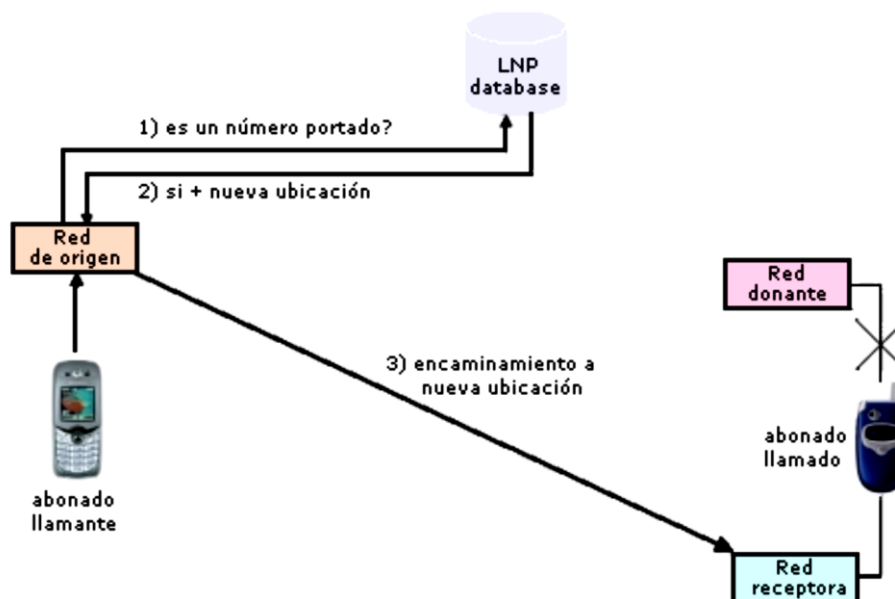 LNP
database
1) es un número portado?
2) si + nueva ubicación
Red
de origen
Red
donante
3) encaminamiento a
nueva ubicación
abonado
llamado
abonado
llamante
Red
receptora